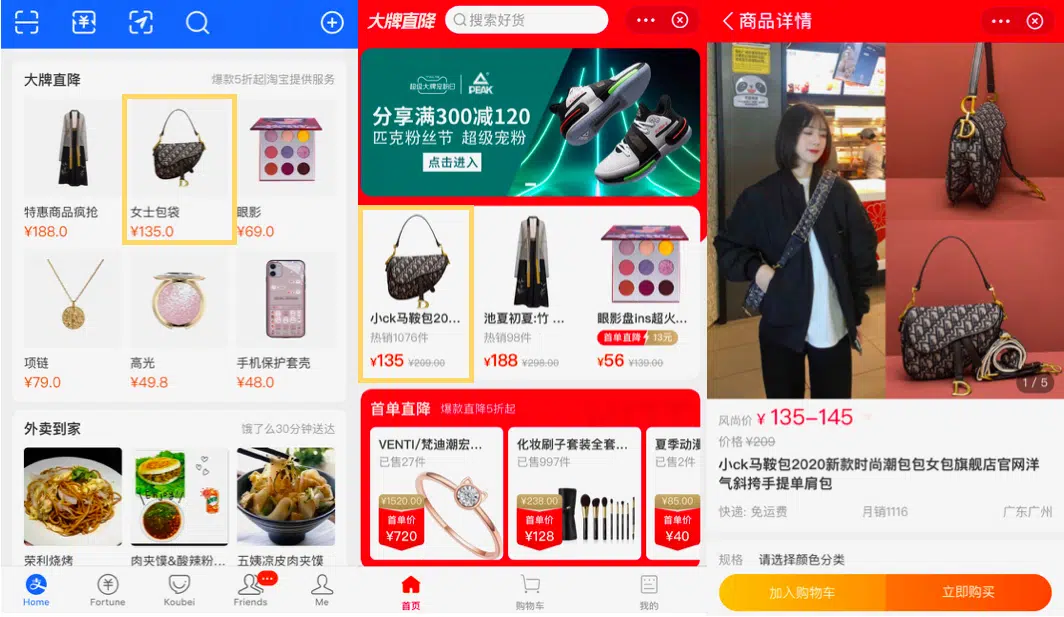 大牌直降
爆款5折起|淘宝提供服务
特惠商品疯抢
女士包袋
眼影
¥188.0
¥135.0
¥69.0
项链
高光
手机保护套壳
¥79.0
¥49.8
¥48.0
外卖到家
饿了么30分钟送达
荣利烧烤
肉夹馍&酸辣粉...
五姨凉皮肉夹馍
Home
Fortune
Koubei
Friends
Me
大牌直降
搜索好货
PEAK
分享满300减120
匹克粉丝节 超级宠粉
点击进入
小ck马鞍包20...
池夏初夏:竹 ...
眼影盘ins超火...
热销1076件
热销98件
首单直降 13元
¥135 ¥209.00
¥188 ¥298.00
¥56 ¥139.00
首单直降
爆款直降5折起
VENTI/梵迪潮宏...
化妆刷子套装全套...
夏季动漫
已售27件
已售997件
已售2件
¥1520.00
¥238.00
¥85.00
首单价
首单价
首单价
¥720
¥128
¥40
首页
购物车
我的
商品详情
1 / 5
风尚价 ¥ 135-145
价格 ¥209
小ck马鞍包2020新款时尚潮包包女包旗舰店官网洋
气斜挎手提单肩包
快递: 免运费
月销1116
广东广州
规格
请选择颜色分类
加入购物车
立即购买